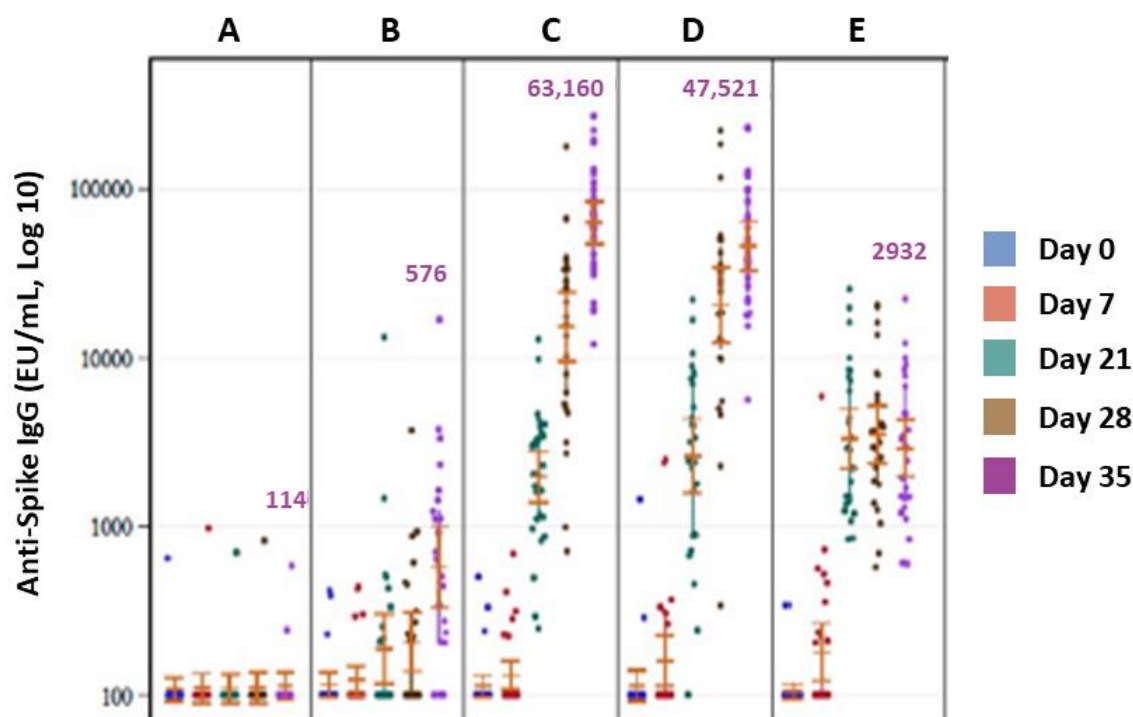 A B C D E
63,160 47,521
2932
576
114
Anti-Spike IgG (EU/mL, Log 10)
100000
10000
1000
100
Day 0
Day 7
Day 21
Day 28
Day 35